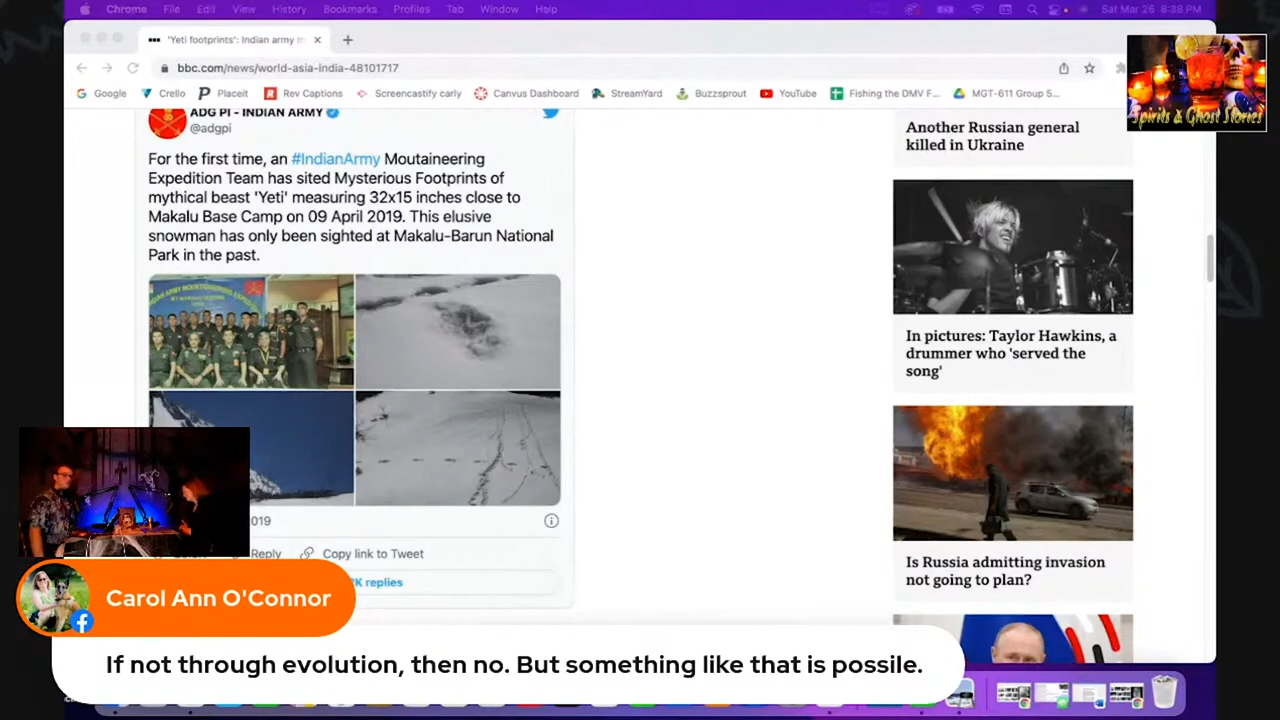 Chrome File Edit View History Bookmarks Profiles Tab Window Help
Sat Mar 26 8:38 PM
"Yeti footprints': Indian army m
bbc.com/news/world-asia-india-48101717
Google Crello Placeit Rev Captions Screencastify carly Canvas Dashboard StreamYard Buzzsprout YouTube Fishing the DMV F... MGT-611 Group 5...
Spirits & Ghost Stories
ADG PI - INDIAN ARMY
@adgpi
For the first time, an #IndianArmy Moutaineering
Expedition Team has sited Mysterious Footprints of
mythical beast 'Yeti' measuring 32x15 inches close to
Makalu Base Camp on 09 April 2019. This elusive
snowman has only been sighted at Makalu-Barun National
Park in the past.
019
Reply Copy link to Tweet
K replies
Another Russian general
killed in Ukraine
In pictures: Taylor Hawkins, a
drummer who 'served the
song'
Is Russia admitting invasion
not going to plan?
Carol Ann O'Connor
If not through evolution, then no. But something like that is possile.